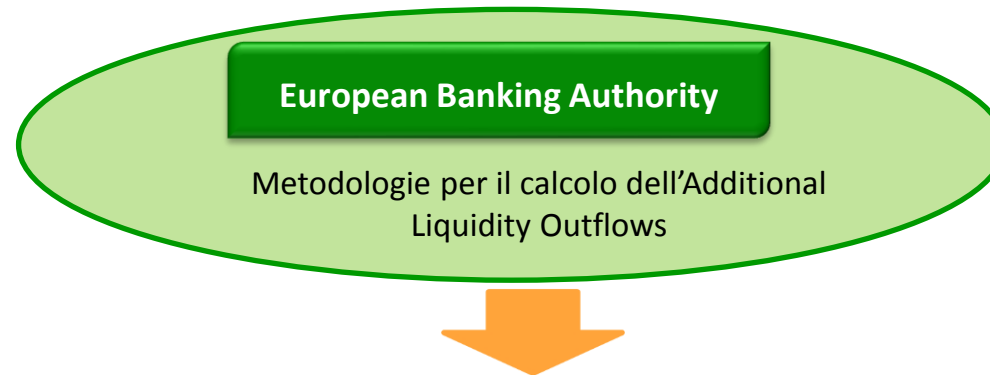 European Banking Authority
Metodologie per il calcolo dell’Additional
Liquidity Outflows